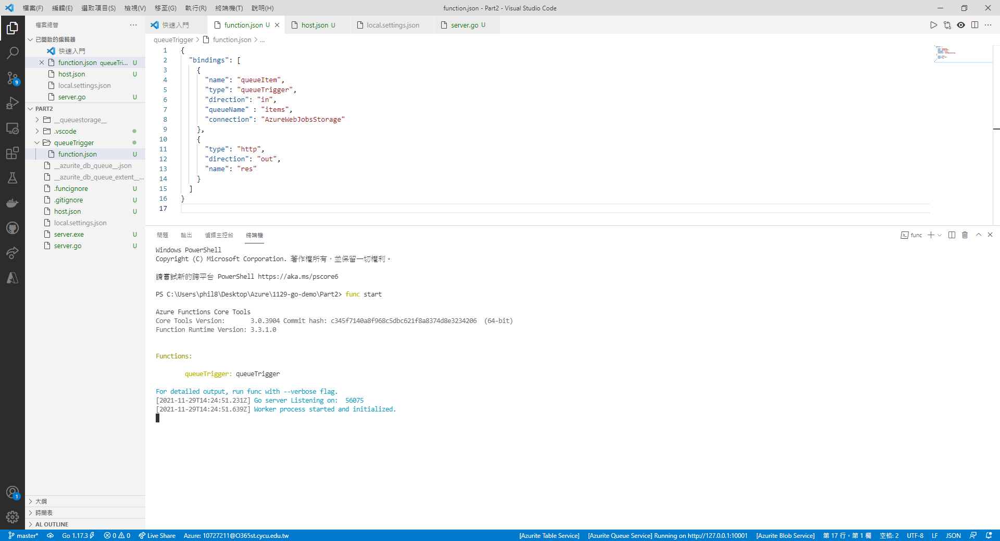 檔案(F) 編輯(E) 選取項目(S) 檢視(V) 移至(G) 執行(R) 終端機(T) 說明(H)
function.json - Part2 - Visual Studio Code
檔案總管
已開啟的編輯器
快速入門
function.json queueTri... U
host.json U
local.settings.json
server.go U
PART2
__queuestorage__
.vscode
queueTrigger
function.json U
__azurite_db_queue__.json
__azurite_db_queue_extent__...
.funcignore U
.gitignore U
host.json U
local.settings.json
server.exe U
server.go U
大綱
時間表
AL OUTLINE
9
1
快速入門 function.json U host.json U local.settings.json server.go U
queueTrigger > function.json > ...
1 {
2 "bindings": [
3 {
4 "name": "queueItem",
5 "type": "queueTrigger",
6 "direction": "in",
7 "queueName" : "items",
8 "connection": "AzureWebJobsStorage"
9 },
10 {
11 "type": "http",
12 "direction": "out",
13 "name": "res"
14 }
15 ]
16 }
17
問題 輸出 偵錯主控台 終端機
func
Windows PowerShell
Copyright (C) Microsoft Corporation. 著作權所有，並保留一切權利。
請嘗試新的跨平台 PowerShell https://aka.ms/pscore6
PS C:\Users\phil8\Desktop\Azure\1129-go-demo\Part2> func start
Azure Functions Core Tools
Core Tools Version: 3.0.3904 Commit hash: c345f7140a8f968c5dbc621f8a8374d8e3234206 (64-bit)
Function Runtime Version: 3.3.1.0
Functions:
queueTrigger: queueTrigger
For detailed output, run func with --verbose flag.
[2021-11-29T14:24:51.231Z] Go server Listening on: 56075
[2021-11-29T14:24:51.639Z] Worker process started and initialized.
master* Go 1.17.3 0 0 Live Share Azure: 10727211@O365st.cycu.edu.tw
[Azurite Table Service] [Azurite Queue Service] Running on http://127.0.0.1:10001 [Azurite Blob Service] 第 17 行，第 1 欄 空格: 2 UTF-8 LF JSON